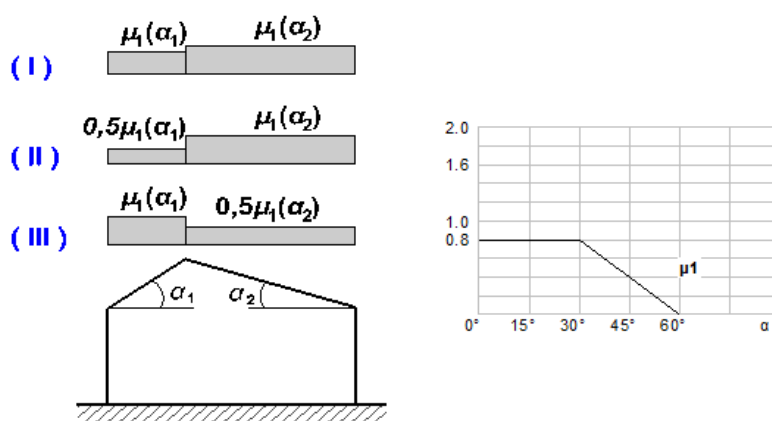 μ₁(α₁) μ₁(α₂)
( I )
0,5μ₁(α₁) μ₁(α₂)
( II )
μ₁(α₁) 0,5μ₁(α₂)
( III )
α₁ α₂
2.0
1.6
1.0
0.8
μ1
0° 15° 30° 45° 60° α